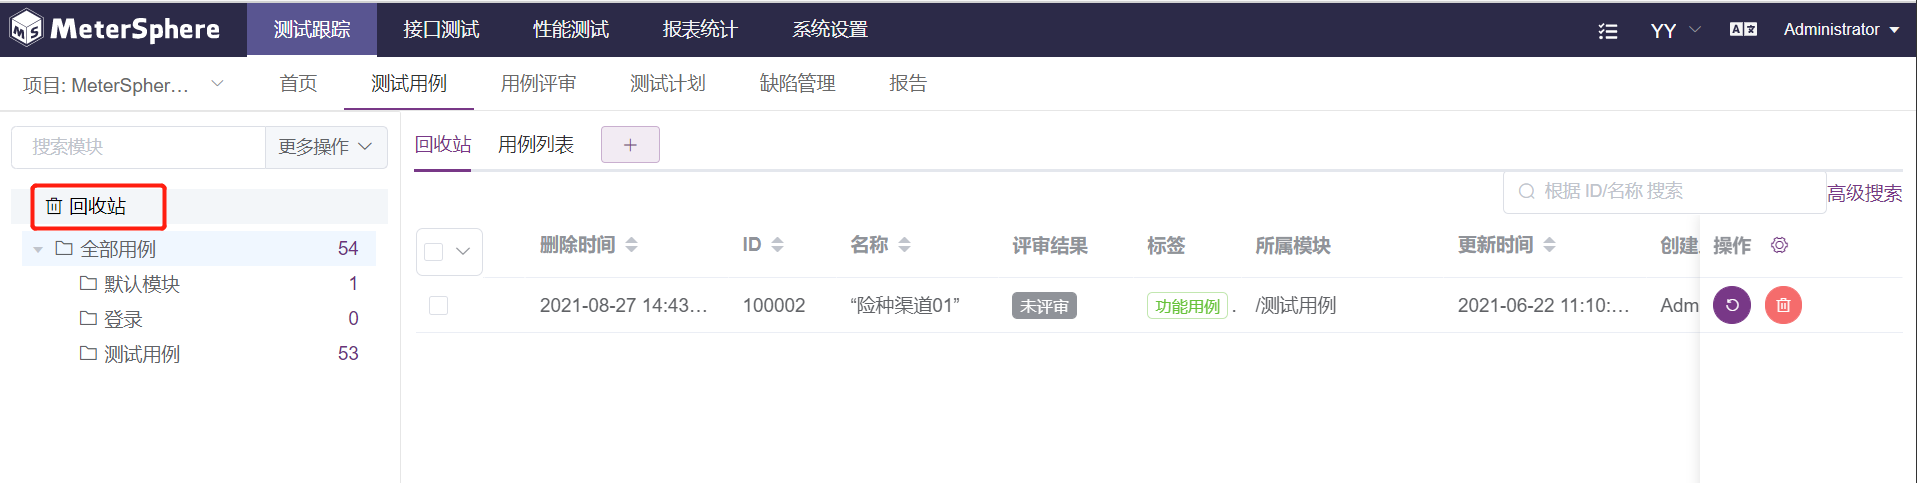 MeterSphere 测试跟踪 接口测试 性能测试 报表统计 系统设置 YY Administrator
项目: MeterSpher... 首页 测试用例 用例评审 测试计划 缺陷管理 报告
搜索模块 更多操作
回收站 用例列表 +
根据 ID/名称 搜索 高级搜索
回收站
全部用例 54
默认模块 1
登录 0
测试用例 53
删除时间 ID 名称 评审结果 标签 所属模块 更新时间 创建 操作
2021-08-27 14:43... 100002 “险种渠道01” 未评审 功能用例 . /测试用例 2021-06-22 11:10:... Adm